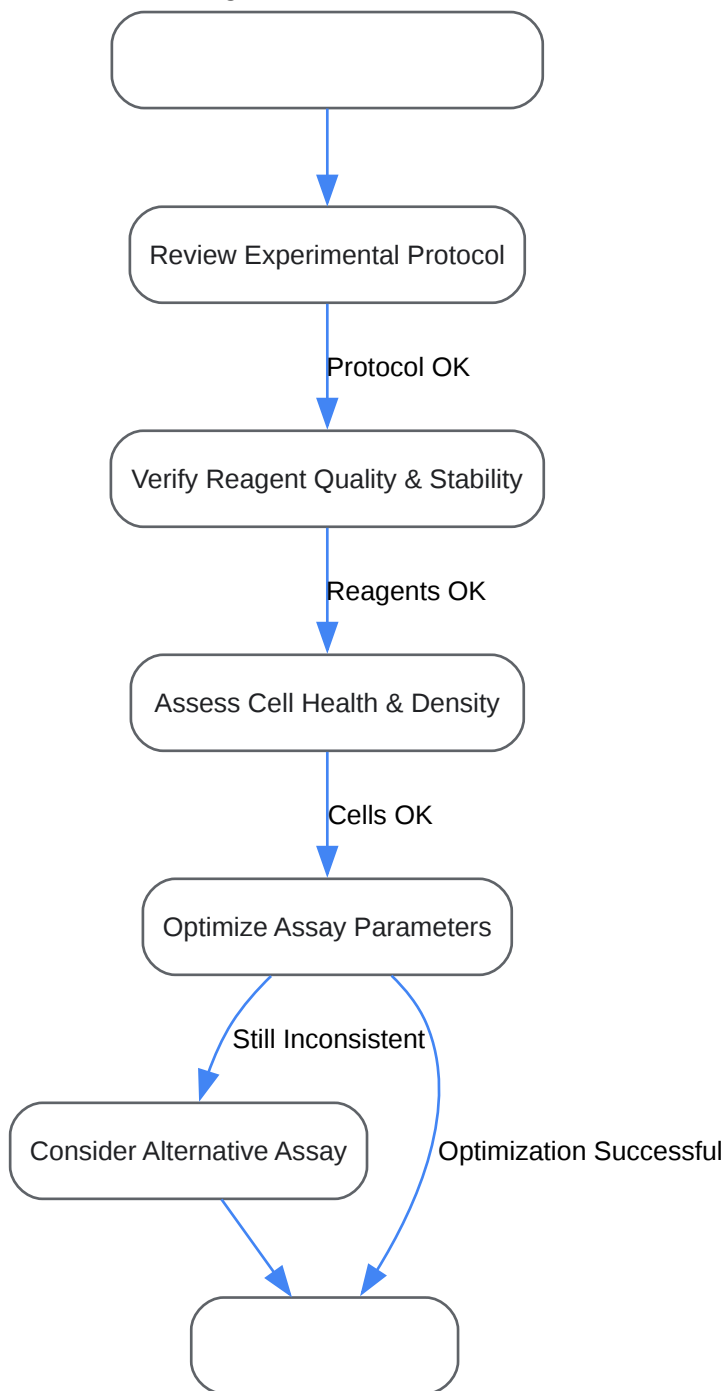 Review Experimental Protocol
Protocol OK
Verify Reagent Quality & Stability
Reagents OK
Assess Cell Health & Density
Cells OK
Optimize Assay Parameters
Still Inconsistent
Consider Alternative Assay
Optimization Successful